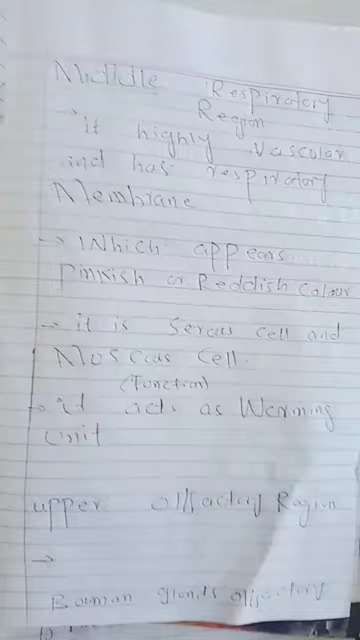 Middle Respiratory
Region
→ it highly vascular
and has respiratory
Membrane
→ Which appears
Pinkish or Reddish Colour
→ it is Serous cell and
Moscas cell.
(Function)
→ it acts as Warming
Unit
upper olfactory Region
→
Bowman glands olfactory